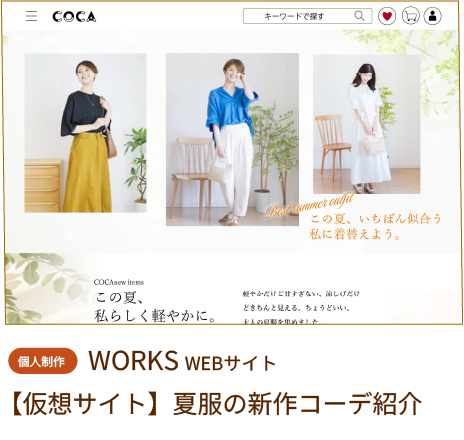 COCA
キーワードで探す
Best summer outfit
この夏、いちばん似合う
私に着替えよう。
COCA new items
この夏、
私らしく軽やかに。
軽やかだけど甘すぎない、涼しげだけ
どきちんと見える。ちょうどいい、
大人の夏服を集めました
個人制作 WORKS WEBサイト
【仮想サイト】夏服の新作コーデ紹介